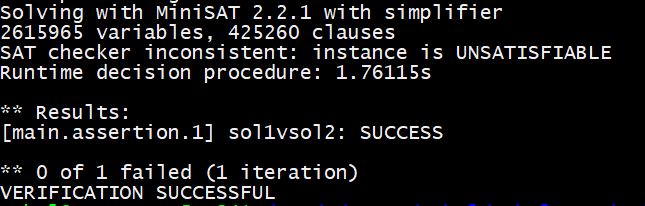 Solving with MiniSAT 2.2.1 with simplifier
2615965 variables, 425260 clauses
SAT checker inconsistent: instance is UNSATISFIABLE
Runtime decision procedure: 1.76115s
** Results:
[main.assertion.1] sol1vsol2: SUCCESS
** 0 of 1 failed (1 iteration)
VERIFICATION SUCCESSFUL